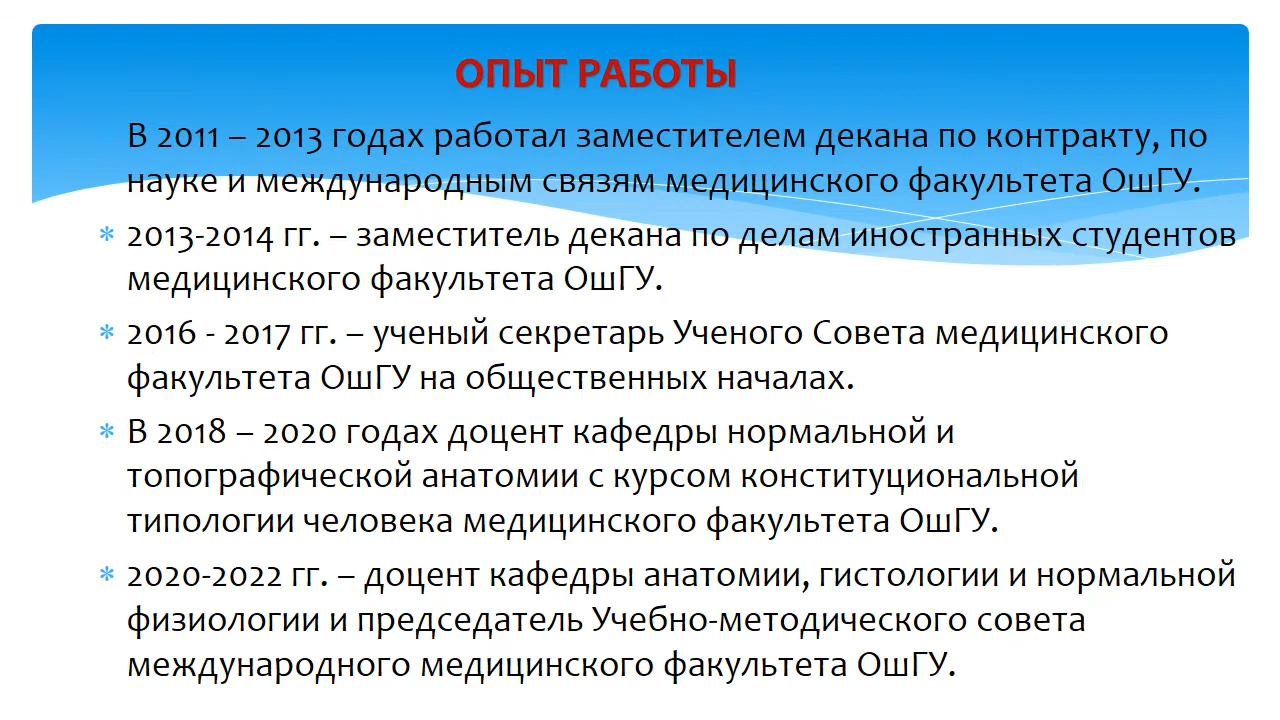 ОПЫТ РАБОТЫ
В 2011 – 2013 годах работал заместителем декана по контракту, по
науке и международным связям медицинского факультета ОшГУ.
* 2013-2014 гг. – заместитель декана по делам иностранных студентов
медицинского факультета ОшГУ.
* 2016 - 2017 гг. – ученый секретарь Ученого Совета медицинского
факультета ОшГУ на общественных началах.
* В 2018 – 2020 годах доцент кафедры нормальной и
топографической анатомии с курсом конституциональной
типологии человека медицинского факультета ОшГУ.
* 2020-2022 гг. – доцент кафедры анатомии, гистологии и нормальной
физиологии и председатель Учебно-методического совета
международного медицинского факультета ОшГУ.